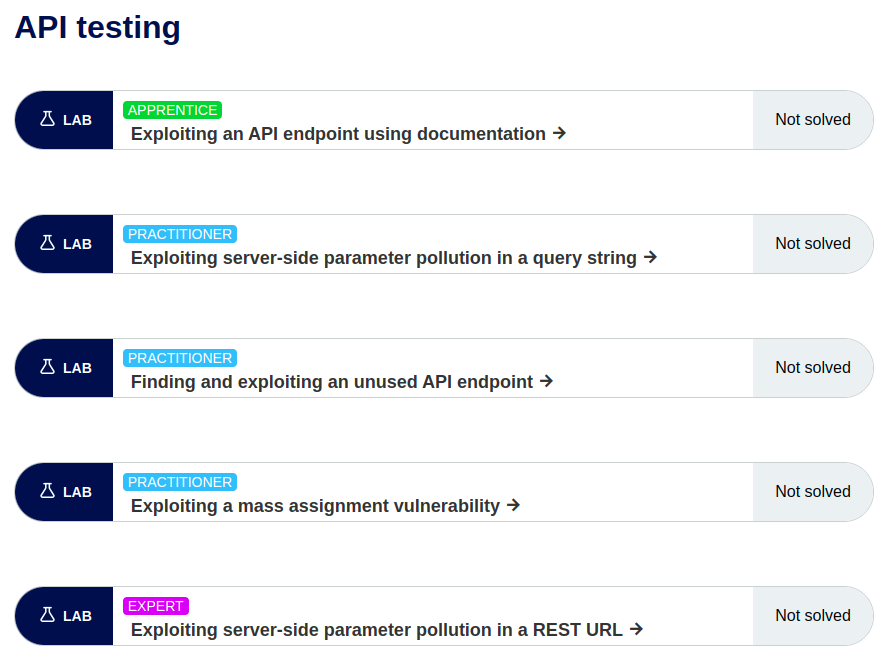 API testing
LAB
APPRENTICE
Exploiting an API endpoint using documentation →
Not solved
LAB
PRACTITIONER
Exploiting server-side parameter pollution in a query string →
Not solved
LAB
PRACTITIONER
Finding and exploiting an unused API endpoint →
Not solved
LAB
PRACTITIONER
Exploiting a mass assignment vulnerability →
Not solved
LAB
EXPERT
Exploiting server-side parameter pollution in a REST URL →
Not solved